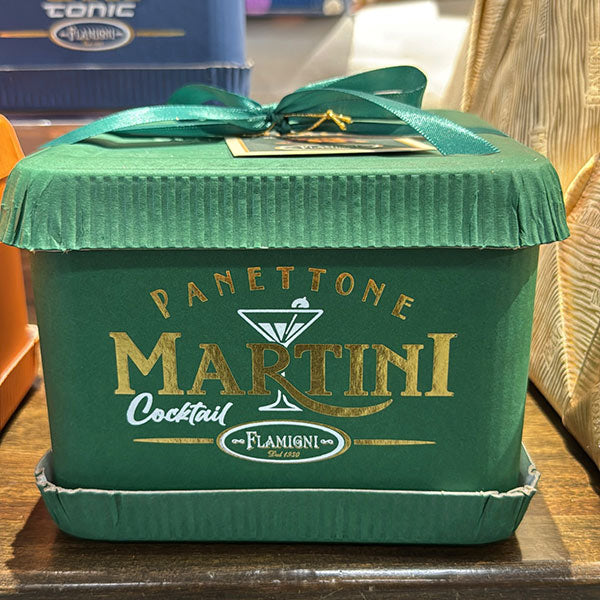 TONIC
FLAMIGNI
PANETTONE
MARTINI
Cocktail
FLAMIGNI
Dal 1930